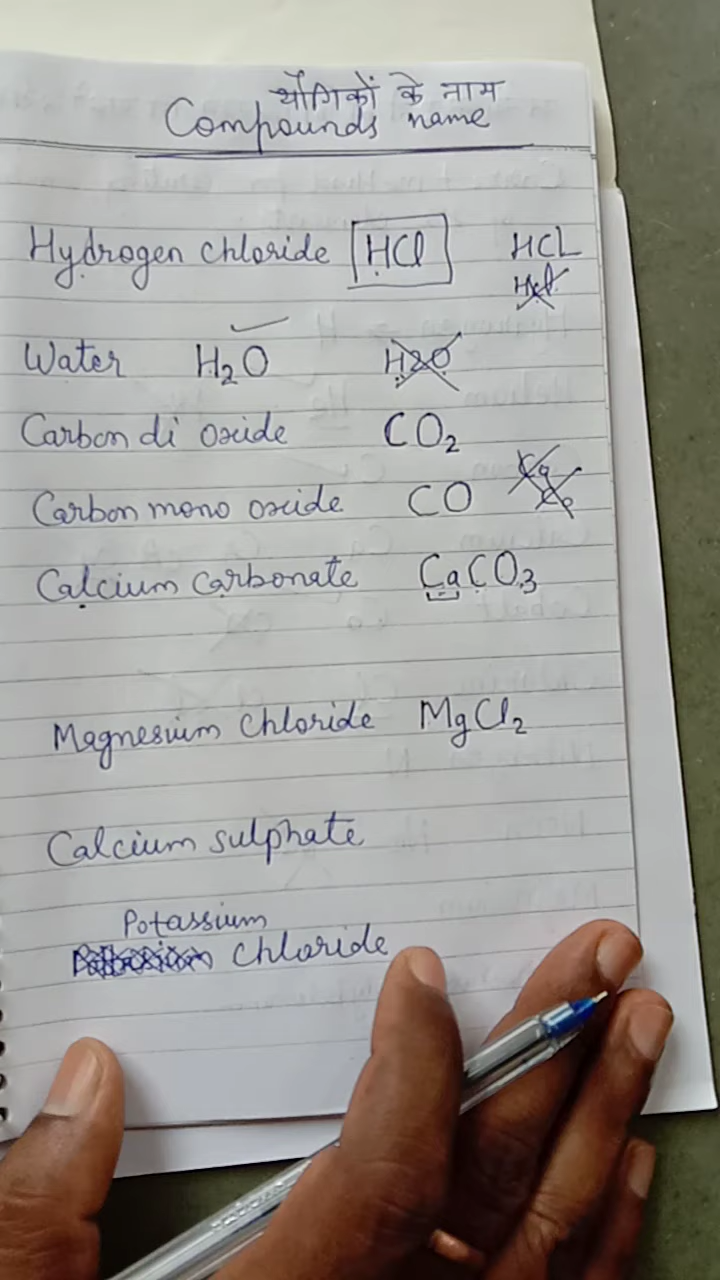 यौगिकों के नाम
Compounds name
Hydrogen chloride HCl HCL
Water H2O H2O
Carbon di oxide CO2
Carbon mono oxide CO
Calcium carbonate CaCO3
Magnesium chloride MgCl2
Calcium sulphate
Potassium
chloride